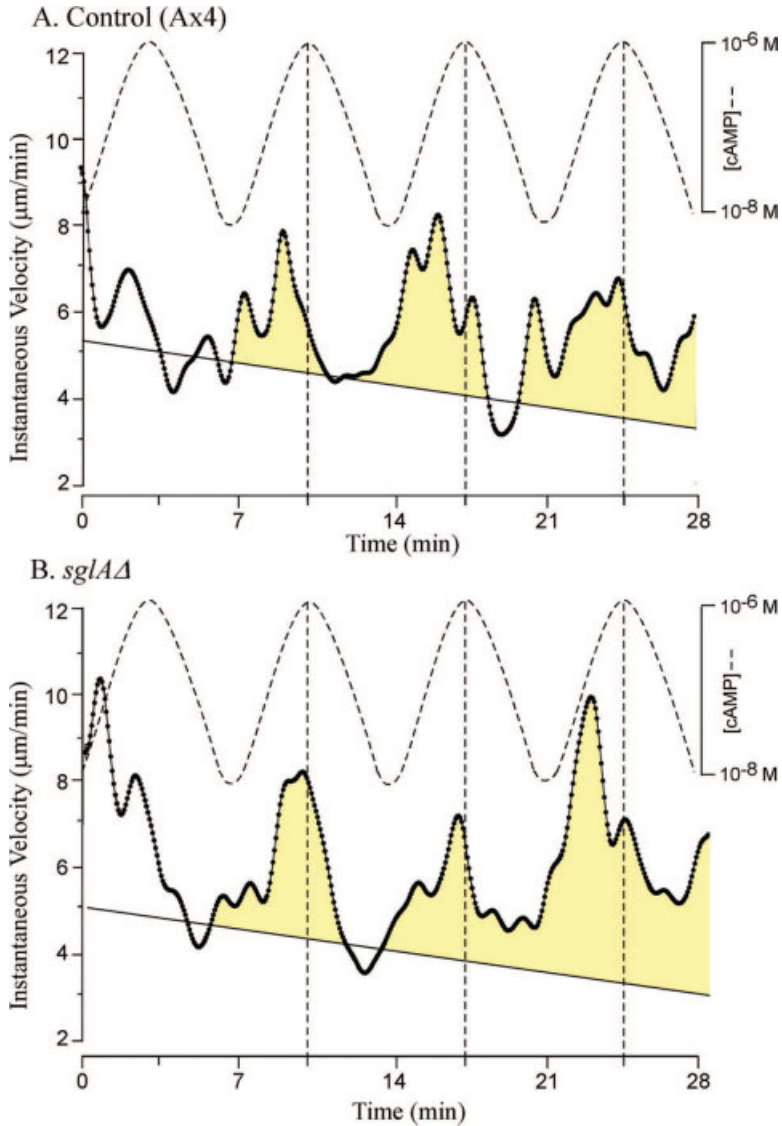 A. Control (Ax4)
12
10
8
6
4
2
Instantaneous Velocity (μm/min)
10⁻⁶ M
10⁻⁸ M
[cAMP]--
0
7
14
21
28
Time (min)
B. sglAΔ
12
10
8
6
4
2
Instantaneous Velocity (μm/min)
10⁻⁶ M
10⁻⁸ M
[cAMP]--
0
7
14
21
28
Time (min)